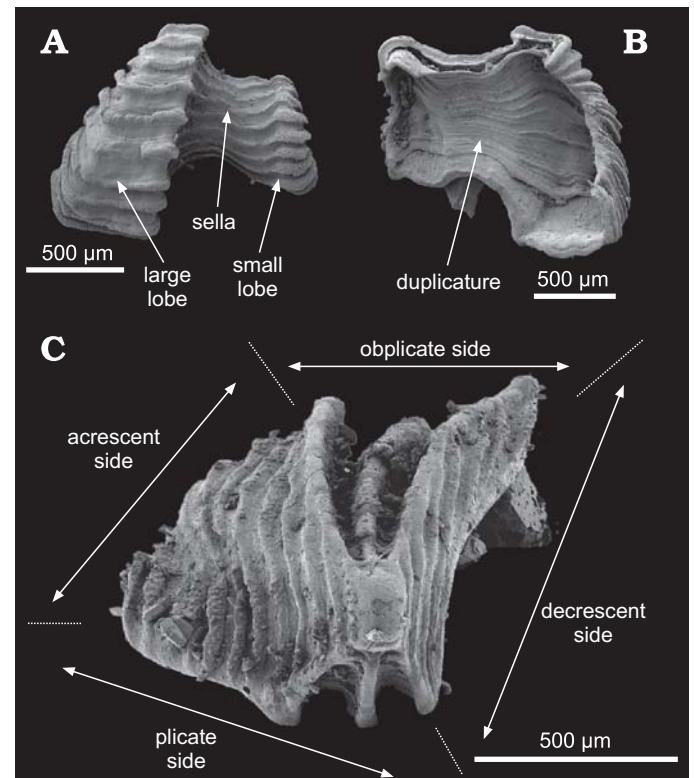 A
B
sella
500 µm
large
lobe
small
lobe
duplicature
500 µm
C
obplicate side
acrescent
side
decrescent
side
plicate
side
500 µm